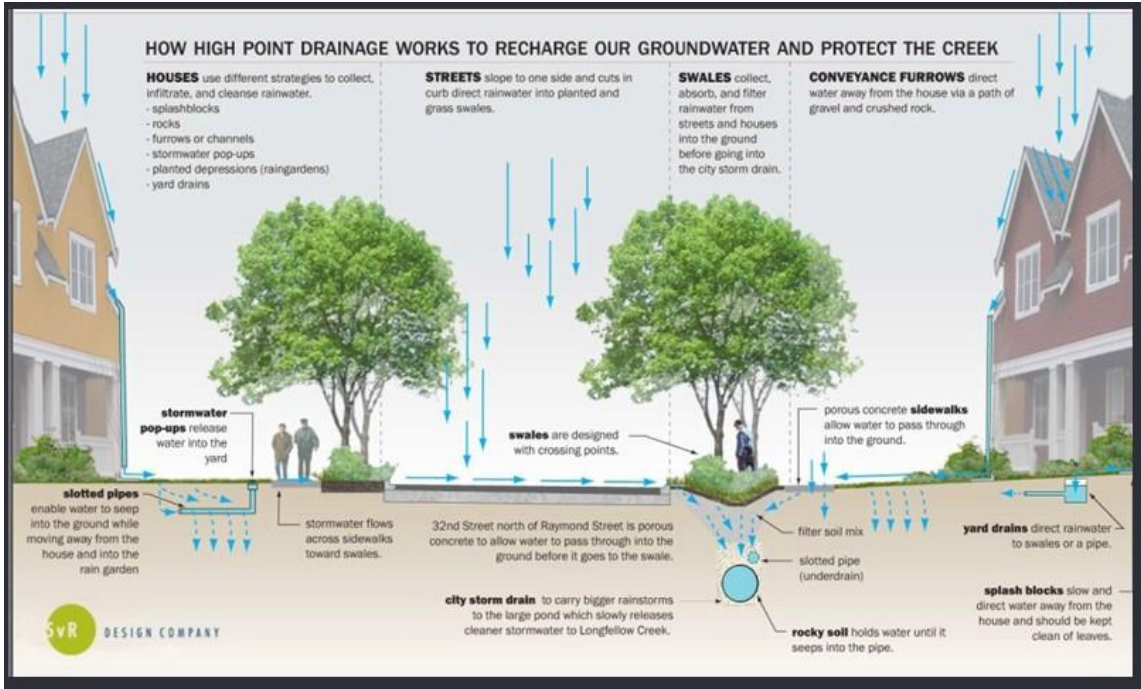 HOW HIGH POINT DRAINAGE WORKS TO RECHARGE OUR GROUNDWATER AND PROTECT THE CREEK
HOUSES use different strategies to collect,
infiltrate, and cleanse rainwater.
- splashblocks
- rocks
- furrows or channels
- stormwater pop-ups
- planted depressions (raingardens)
- yard drains
STREETS slope to one side and cuts in
curb direct rainwater into planted and
grass swales.
SWALES collect,
absorb, and filter
rainwater from
streets and houses
into the ground
before going into
the city storm drain.
CONVEYANCE FURROWS direct
water away from the house via a path of
gravel and crushed rock.
stormwater
pop-ups release
water into the
yard
swales are designed
with crossing points.
porous concrete sidewalks
allow water to pass through
into the ground.
slotted pipes
enable water to seep
into the ground while
moving away from the
house and into the
rain garden
stormwater flows
across sidewalks
toward swales.
32nd Street north of Raymond Street is porous
concrete to allow water to pass through into the
ground before it goes to the swale.
filter soil mix
slotted pipe
(underdrain)
yard drains direct rainwater
to swales or a pipe.
city storm drain to carry bigger rainstorms
to the large pond which slowly releases
cleaner stormwater to Longfellow Creek.
rocky soil holds water until it
seeps into the pipe.
splash blocks slow and
direct water away from the
house and should be kept
clean of leaves.
SvR DESIGN COMPANY